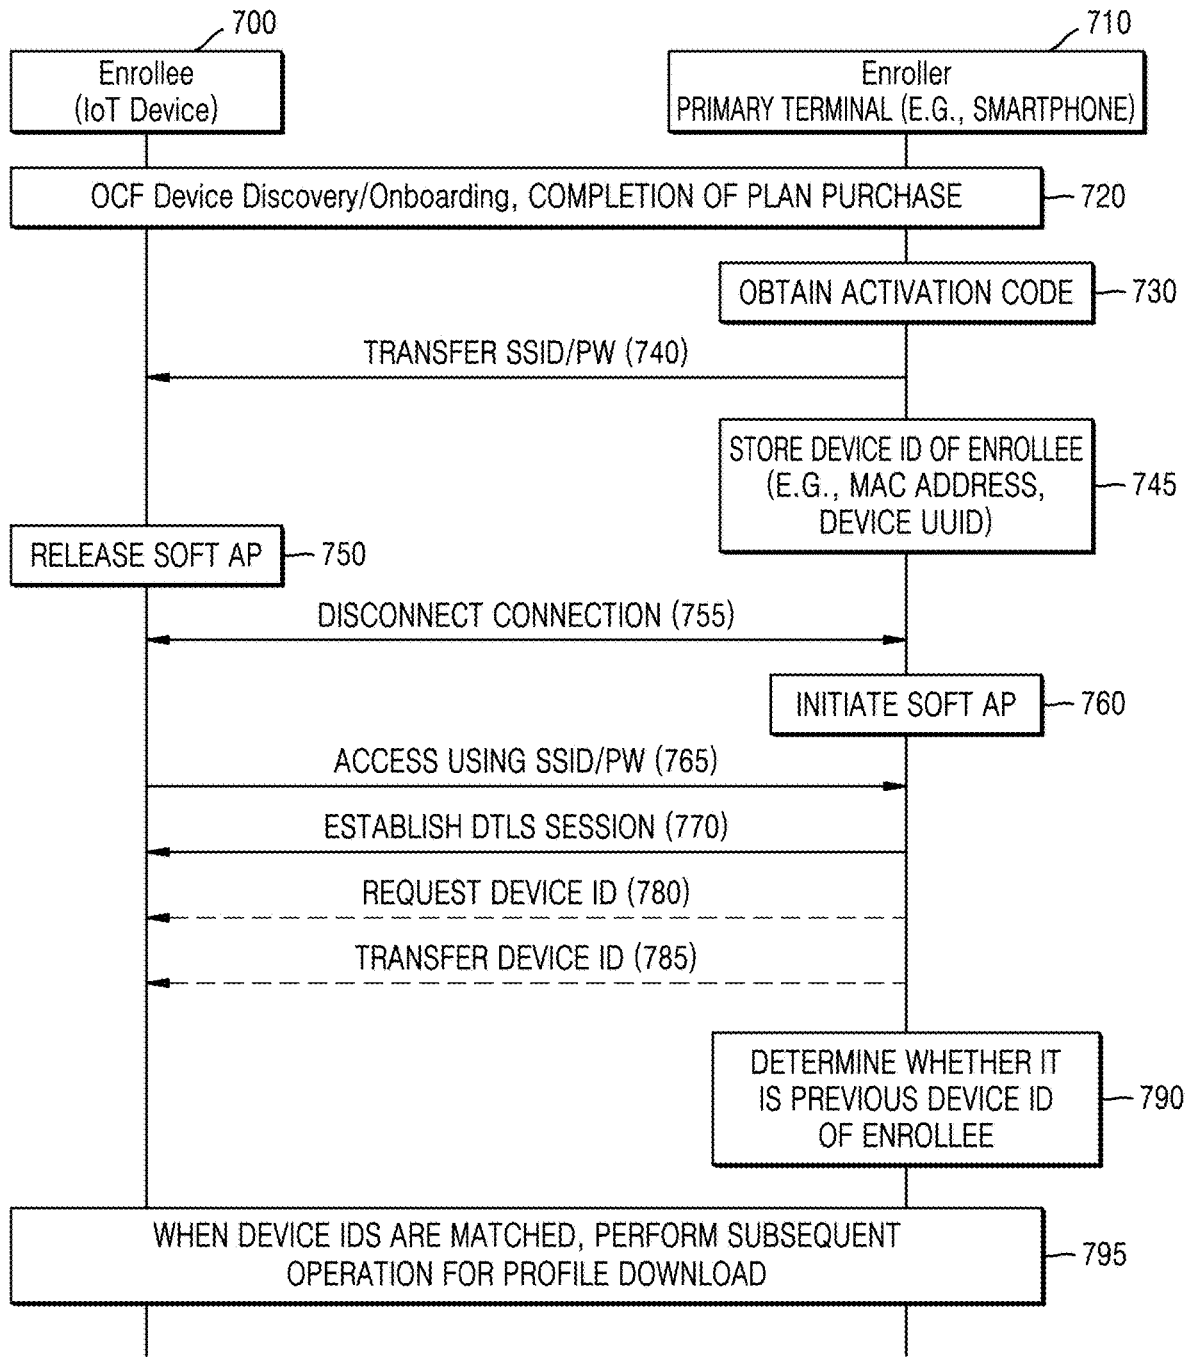 700
710
Enrollee
(IoT Device)
Enroller
PRIMARY TERMINAL (E.G., SMARTPHONE)
OCF Device Discovery/Onboarding, COMPLETION OF PLAN PURCHASE
720
OBTAIN ACTIVATION CODE
730
TRANSFER SSID/PW (740)
STORE DEVICE ID OF ENROLLEE
(E.G., MAC ADDRESS,
DEVICE UUID)
745
RELEASE SOFT AP
750
DISCONNECT CONNECTION (755)
INITIATE SOFT AP
760
ACCESS USING SSID/PW (765)
ESTABLISH DTLS SESSION (770)
REQUEST DEVICE ID (780)
TRANSFER DEVICE ID (785)
DETERMINE WHETHER IT
IS PREVIOUS DEVICE ID
OF ENROLLEE
790
WHEN DEVICE IDS ARE MATCHED, PERFORM SUBSEQUENT
OPERATION FOR PROFILE DOWNLOAD
795